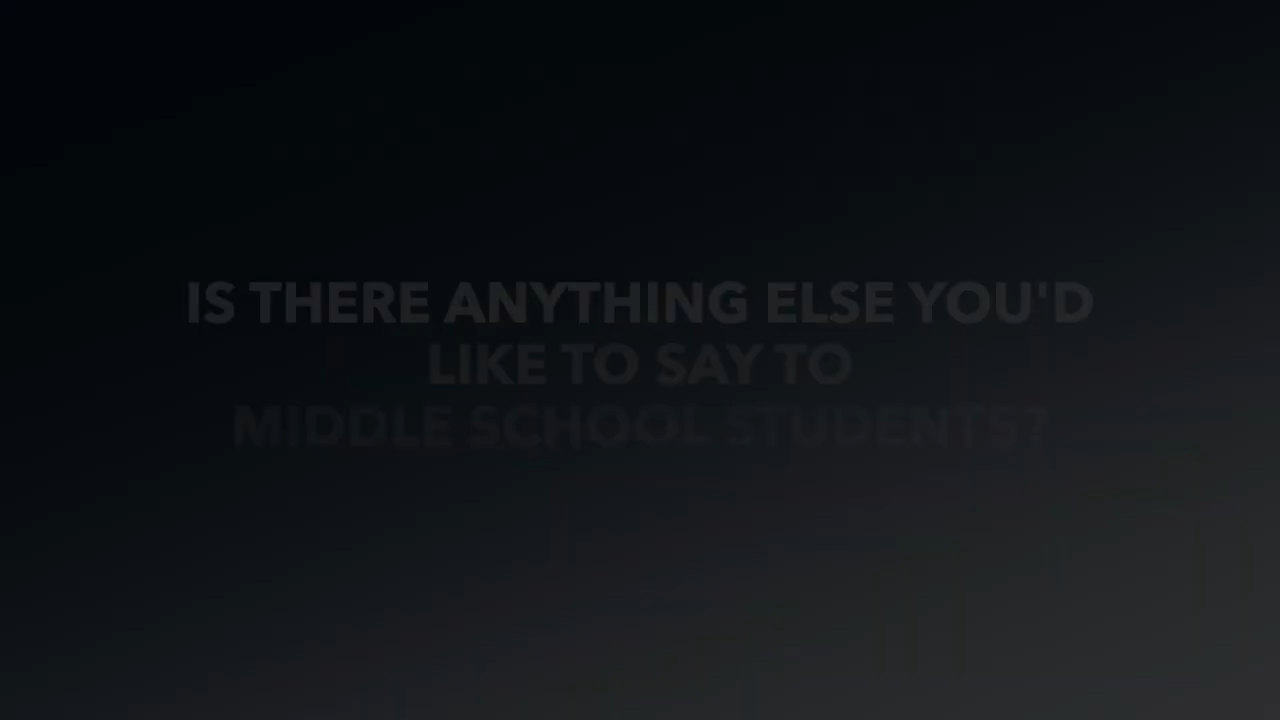 IS THERE ANYTHING ELSE YOU'D
LIKE TO SAY TO
MIDDLE SCHOOL STUDENTS?